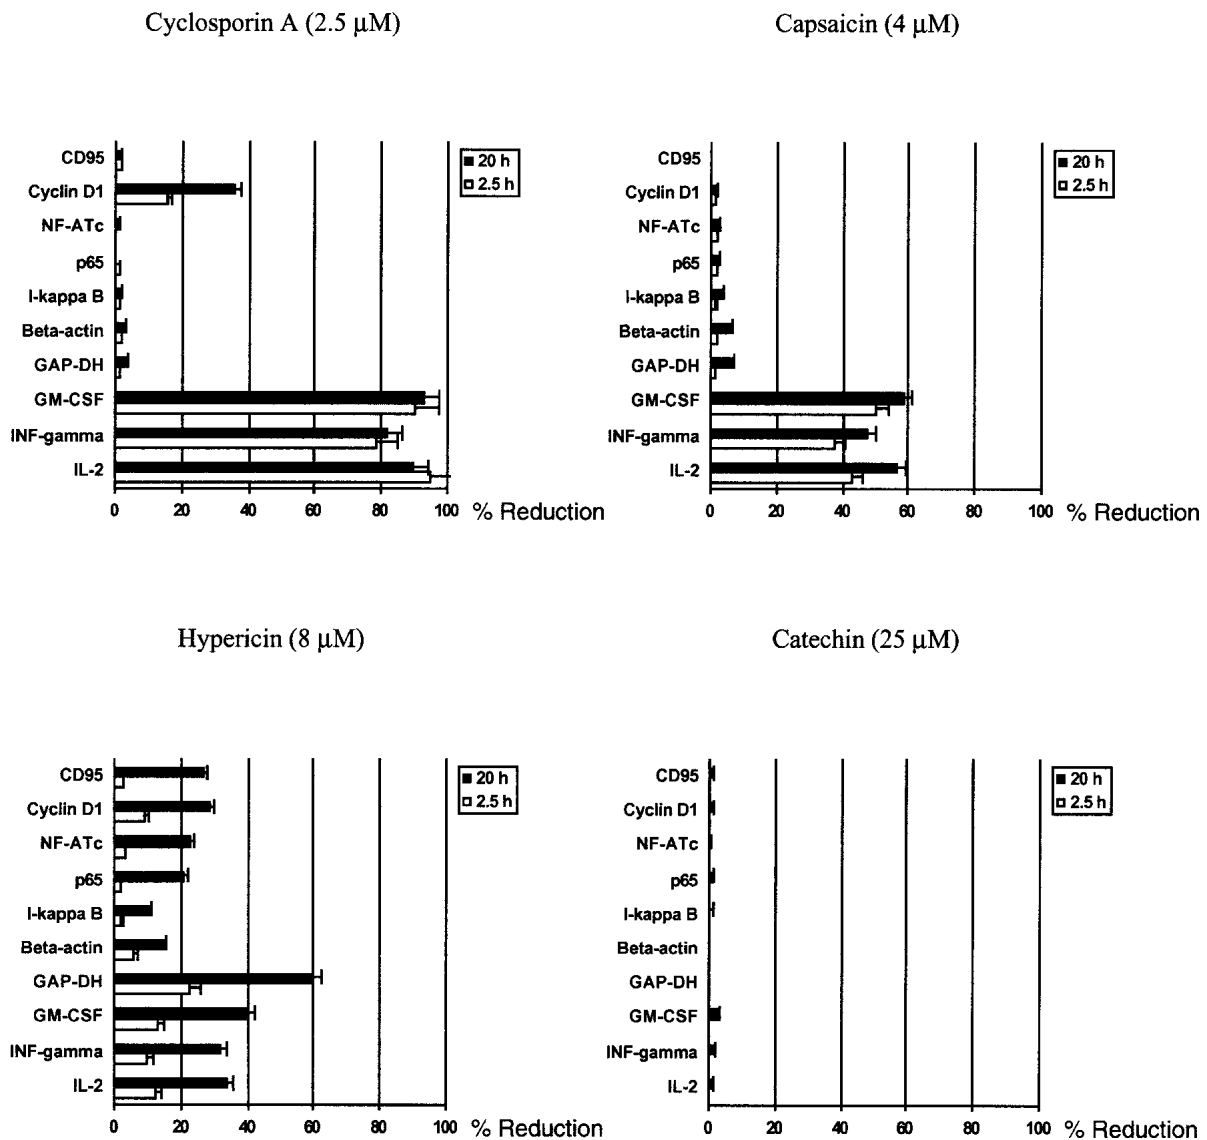 Cyclosporin A (2.5 μM)
CD95
Cyclin D1
NF-ATc
p65
I-kappa B
Beta-actin
GAP-DH
GM-CSF
INF-gamma
IL-2
0 20 40 60 80 100 % Reduction
20 h
2.5 h
Capsaicin (4 μM)
CD95
Cyclin D1
NF-ATc
p65
I-kappa B
Beta-actin
GAP-DH
GM-CSF
INF-gamma
IL-2
0 20 40 60 80 100 % Reduction
20 h
2.5 h
Hypericin (8 μM)
CD95
Cyclin D1
NF-ATc
p65
I-kappa B
Beta-actin
GAP-DH
GM-CSF
INF-gamma
IL-2
0 20 40 60 80 100 % Reduction
20 h
2.5 h
Catechin (25 μM)
CD95
Cyclin D1
NF-ATc
p65
I-kappa B
Beta-actin
GAP-DH
GM-CSF
INF-gamma
IL-2
0 20 40 60 80 100 % Reduction
20 h
2.5 h